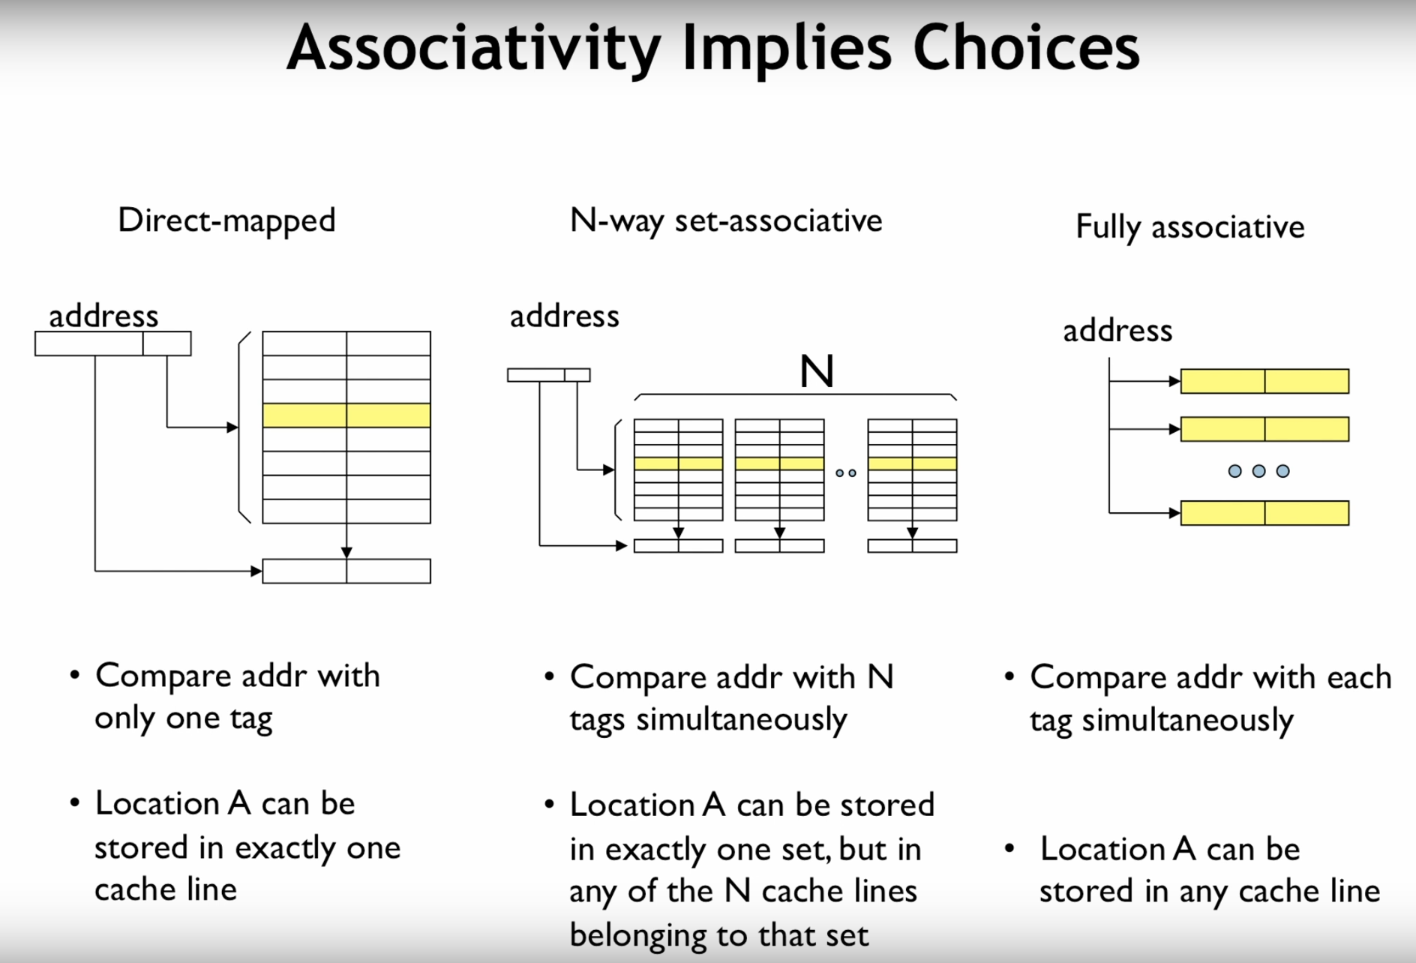 Associativity Implies Choices
Direct-mapped
address
• Compare addr with
only one tag
• Location A can be
stored in exactly one
cache line
N-way set-associative
address
N
• Compare addr with N
tags simultaneously
• Location A can be stored
in exactly one set, but in
any of the N cache lines
belonging to that set
Fully associative
address
• Compare addr with each
tag simultaneously
• Location A can be
stored in any cache line